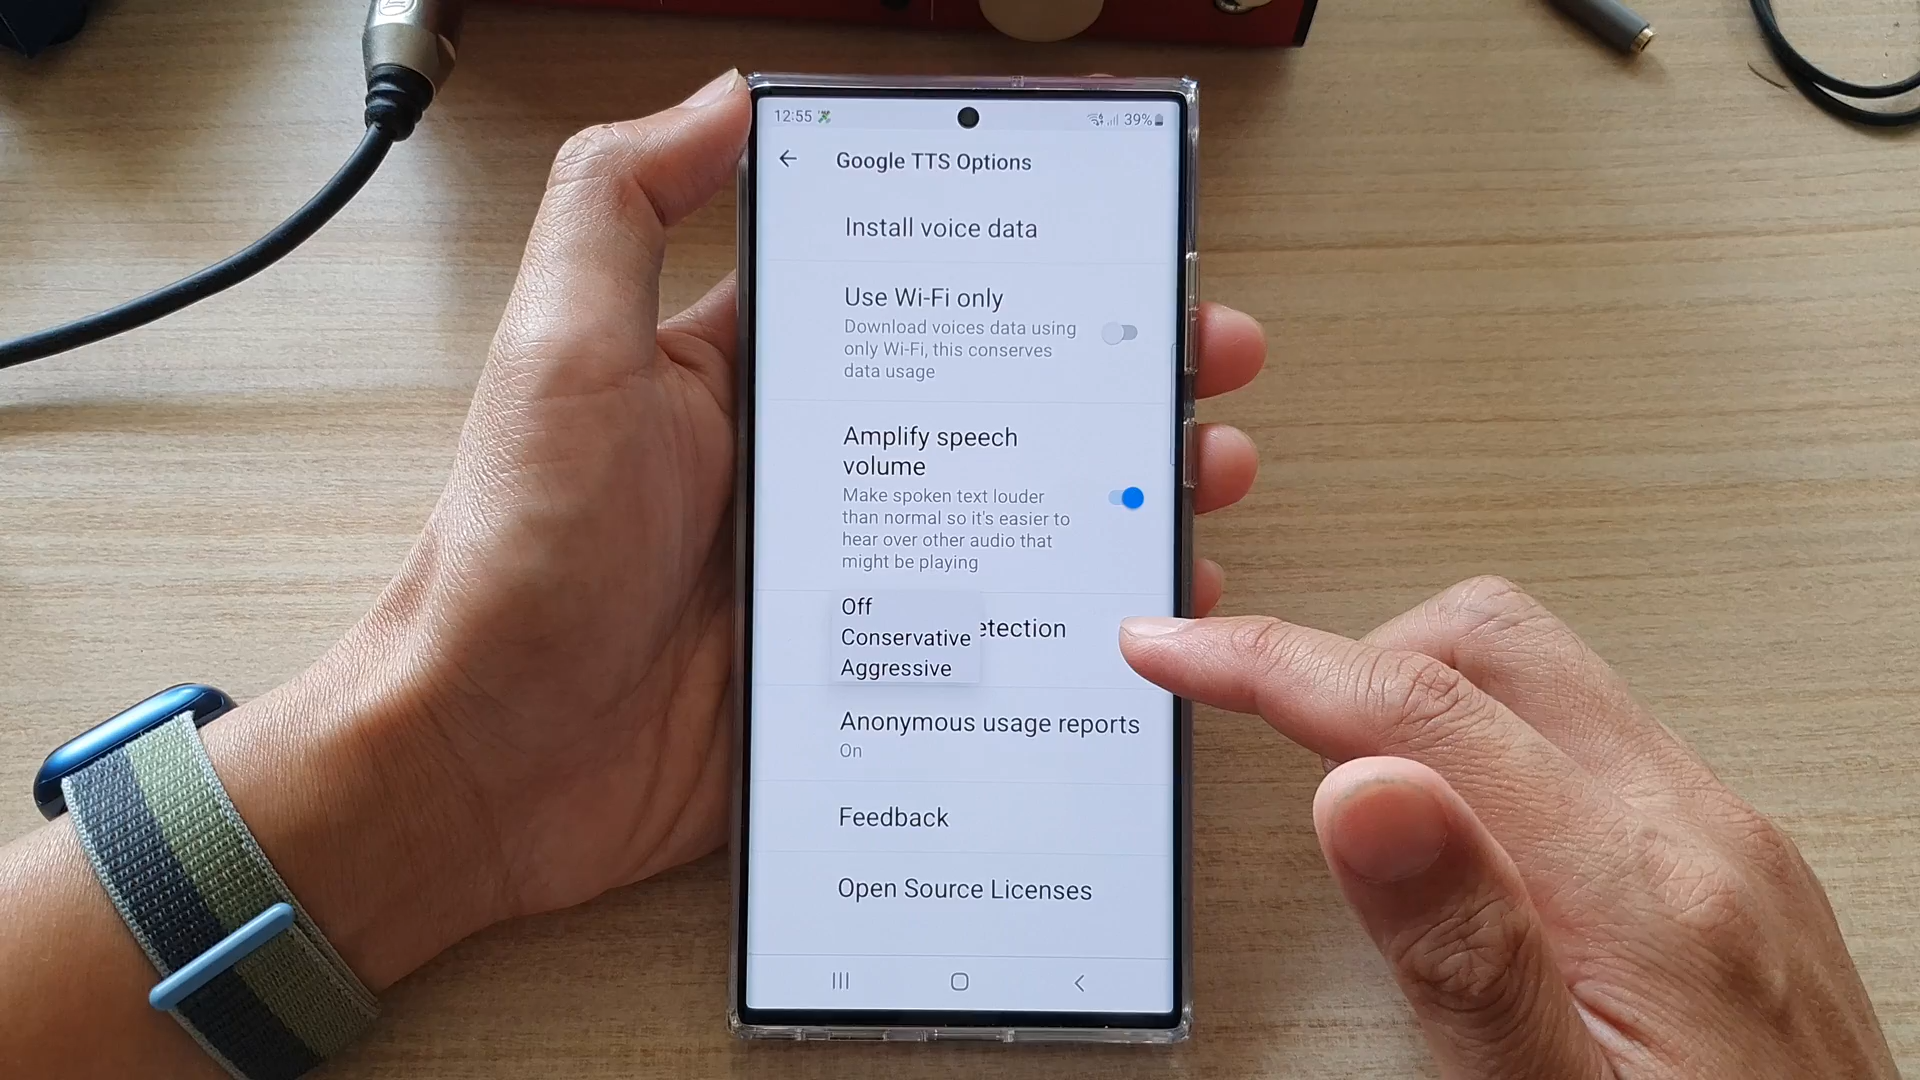 12:55
39%
Google TTS Options
Install voice data
Use Wi-Fi only
Download voices data using
only Wi-Fi, this conserves
data usage
Amplify speech
volume
Make spoken text louder
than normal so it's easier to
hear over other audio that
might be playing
Off
Conservative
Aggressive
etection
Anonymous usage reports
On
Feedback
Open Source Licenses